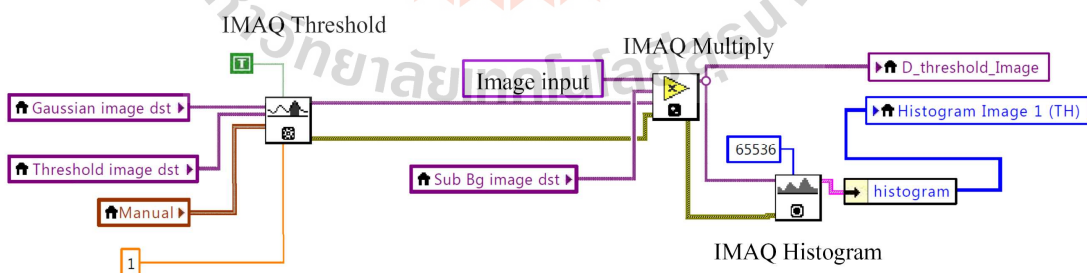 IMAQ Threshold
IMAQ Multiply
T
Image input
D_threshold_Image
Gaussian image dst
Histogram Image 1 (TH)
65536
Threshold image dst
Sub Bg image dst
histogram
Manual
1
IMAQ Histogram